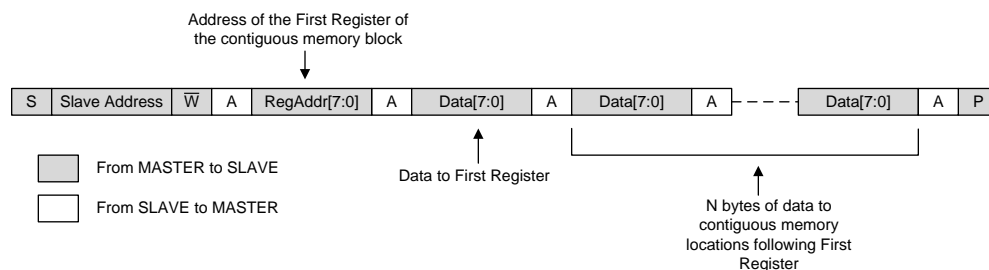 Address of the First Register of
the contiguous memory block
S Slave Address W̅ A RegAddr[7:0] A Data[7:0] A Data[7:0] A Data[7:0] A P
From MASTER to SLAVE
From SLAVE to MASTER
Data to First Register
N bytes of data to
contiguous memory
locations following First
Register